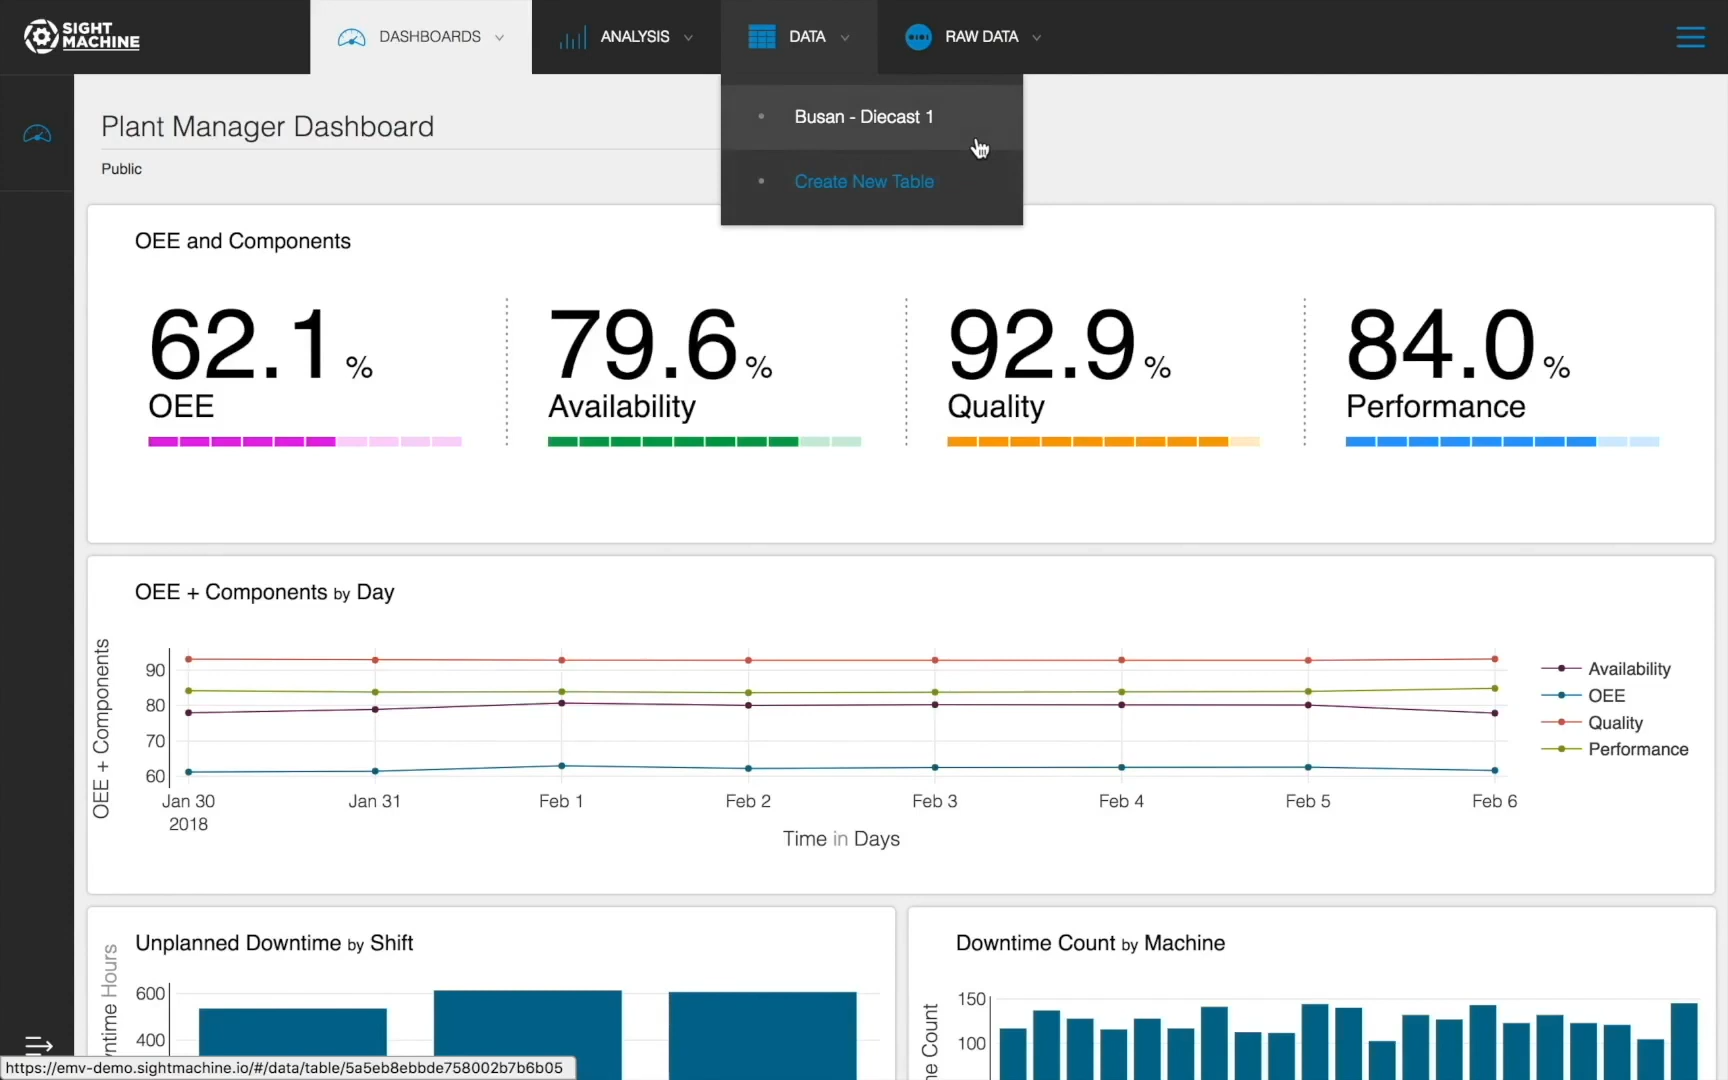 SIGHT
MACHINE
DASHBOARDS
ANALYSIS
DATA
RAW DATA
Busan - Diecast 1
Create New Table
Plant Manager Dashboard
Public
OEE and Components
62.1 %
OEE
79.6 %
Availability
92.9 %
Quality
84.0 %
Performance
OEE + Components by Day
OEE + Components
90
80
70
60
Jan 30
2018
Jan 31
Feb 1
Feb 2
Feb 3
Feb 4
Feb 5
Feb 6
Time in Days
Availability
OEE
Quality
Performance
Unplanned Downtime by Shift
ntime Hours
600
400
Downtime Count by Machine
ne Count
150
100
https://emv-demo.sightmachine.io/#/data/table/5a5eb8ebbde758002b7b6b05